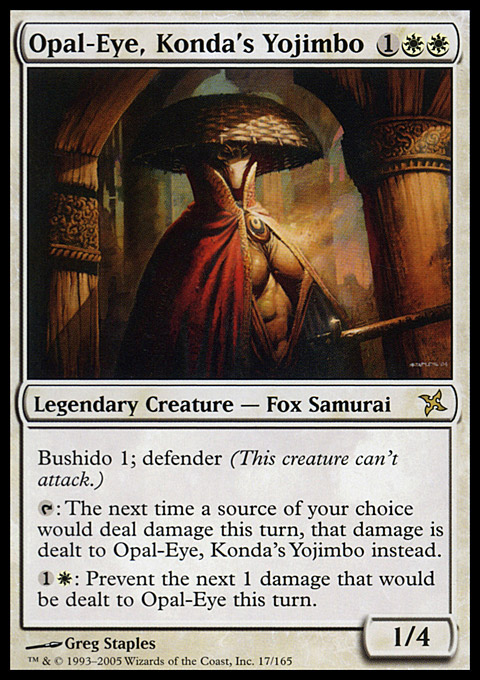 Opal-Eye, Konda's Yojimbo 1
Legendary Creature — Fox Samurai
Bushido 1; defender (This creature can't
attack.)
: The next time a source of your choice
would deal damage this turn, that damage is
dealt to Opal-Eye, Konda's Yojimbo instead.
1 : Prevent the next 1 damage that would
be dealt to Opal-Eye this turn.
Greg Staples
1/4
™ & © 1993–2005 Wizards of the Coast, Inc. 17/165